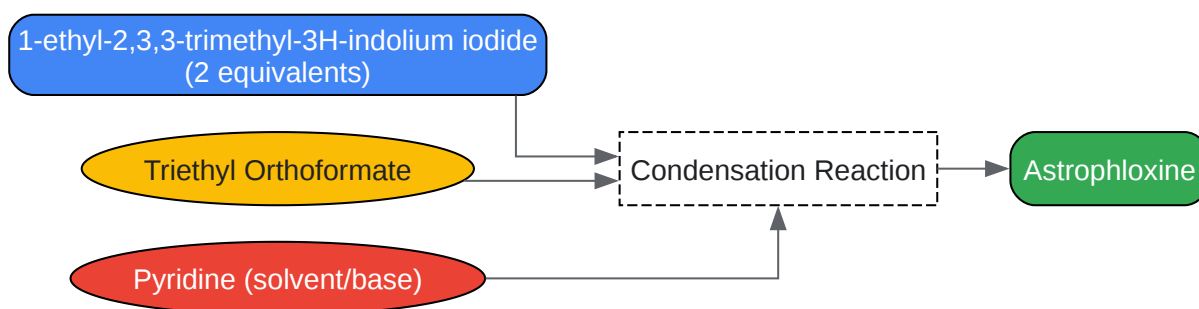 1-ethyl-2,3,3-trimethyl-3H-indolium iodide
(2 equivalents)
Triethyl Orthoformate
Condensation Reaction
Astrophloxine
Pyridine (solvent/base)